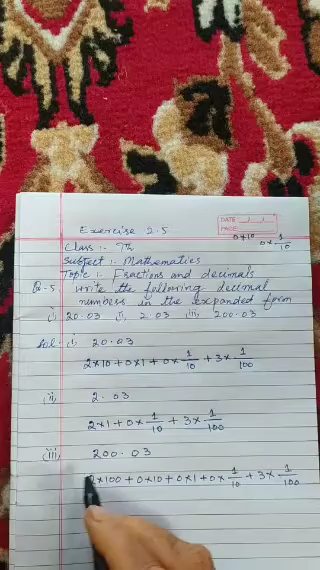 DATE
PAGE
Exercise 2.5
0×10
0×1/10
Class :- 7th
Subject :- Mathematics
Topic :- Fractions and decimals
Q-5. Write the following decimal
numbers in the expanded form
(i) 20.03 (ii) 2.03 (iii) 200.03
Sol:- (i) 20.03
2×10+0×1+0×1/10+3×1/100
(ii) 2.03
2×1+0×1/10+3×1/100
(iii) 200.03
2×100+0×10+0×1+0×1/10+3×1/100